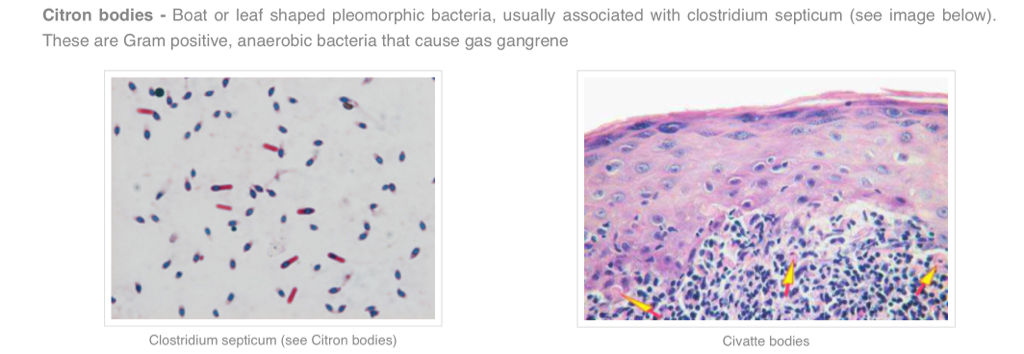 Citron bodies - Boat or leaf shaped pleomorphic bacteria, usually associated with clostridium septicum (see image below).
These are Gram positive, anaerobic bacteria that cause gas gangrene
Clostridium septicum (see Citron bodies)
Civatte bodies